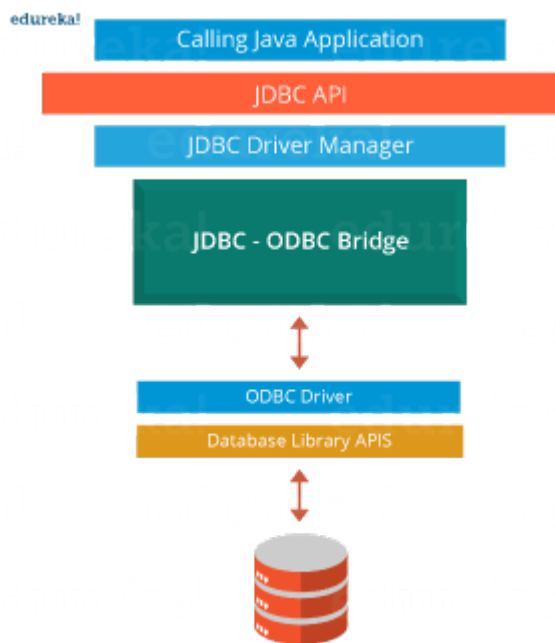 edureka!
Calling Java Application
JDBC API
JDBC Driver Manager
JDBC - ODBC Bridge
ODBC Driver
Database Library APIS